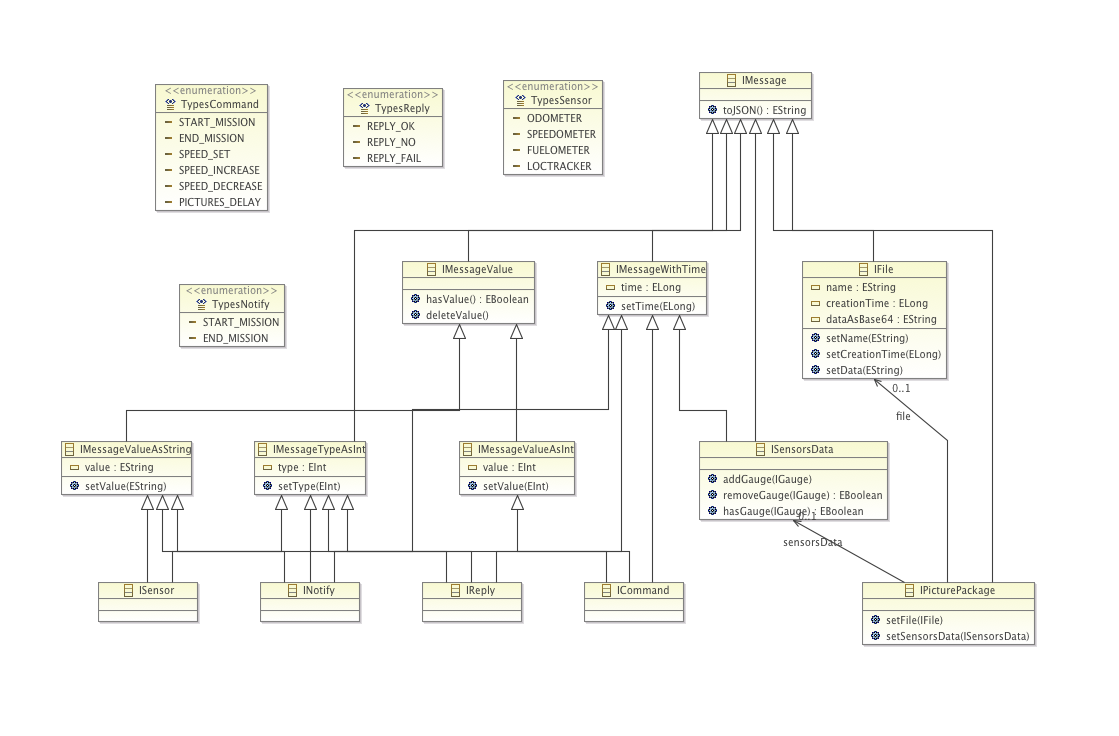 IMessage
toJSON() : EString
<<enumeration>>
TypesCommand
START_MISSION
END_MISSION
SPEED_SET
SPEED_INCREASE
SPEED_DECREASE
PICTURES_DELAY
<<enumeration>>
TypesReply
REPLY_OK
REPLY_NO
REPLY_FAIL
<<enumeration>>
TypesSensor
ODOMETER
SPEEDOMETER
FUELOMETER
LOCTRACKER
<<enumeration>>
TypesNotify
START_MISSION
END_MISSION
IMessageValue
hasValue() : EBoolean
deleteValue()
IMessageWithTime
time : ELong
setTime(ELong)
IFile
name : EString
creationTime : ELong
dataAsBase64 : EString
setName(EString)
setCreationTime(ELong)
setData(EString)
0..1
file
IMessageValueAsString
value : EString
setValue(EString)
IMessageTypeAsInt
type : EInt
setType(EInt)
IMessageValueAsInt
value : EInt
setValue(EInt)
ISensorsData
addGauge(IGauge)
removeGauge(IGauge) : EBoolean
hasGauge(IGauge) : EBoolean
0..1
sensorsData
ISensor
INotify
IReply
ICommand
IPicturePackage
setFile(IFile)
setSensorsData(ISensorsData)